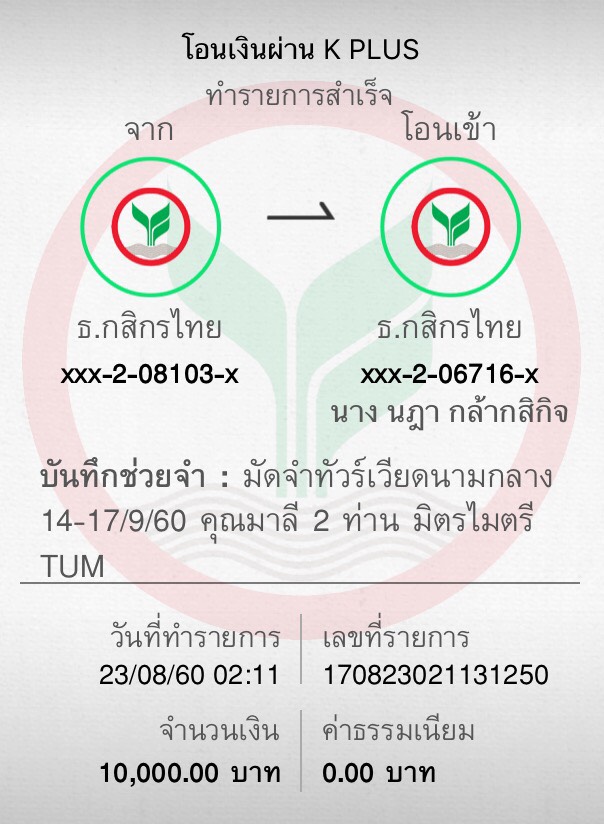 โอนเงินผ่าน K PLUS
ทำรายการสำเร็จ
จาก
โอนเข้า
ธ.กสิกรไทย
ธ.กสิกรไทย
xxx-2-08103-x
xxx-2-06716-x
นาง นฎา กล้ากสิกิจ
บันทึกช่วยจำ : มัดจำทัวร์เวียดนามกลาง
14-17/9/60 คุณมาลี 2 ท่าน มิตรไมตรี
TUM
วันที่ทำรายการ
เลขที่รายการ
23/08/60 02:11
170823021131250
จำนวนเงิน
ค่าธรรมเนียม
10,000.00 บาท
0.00 บาท